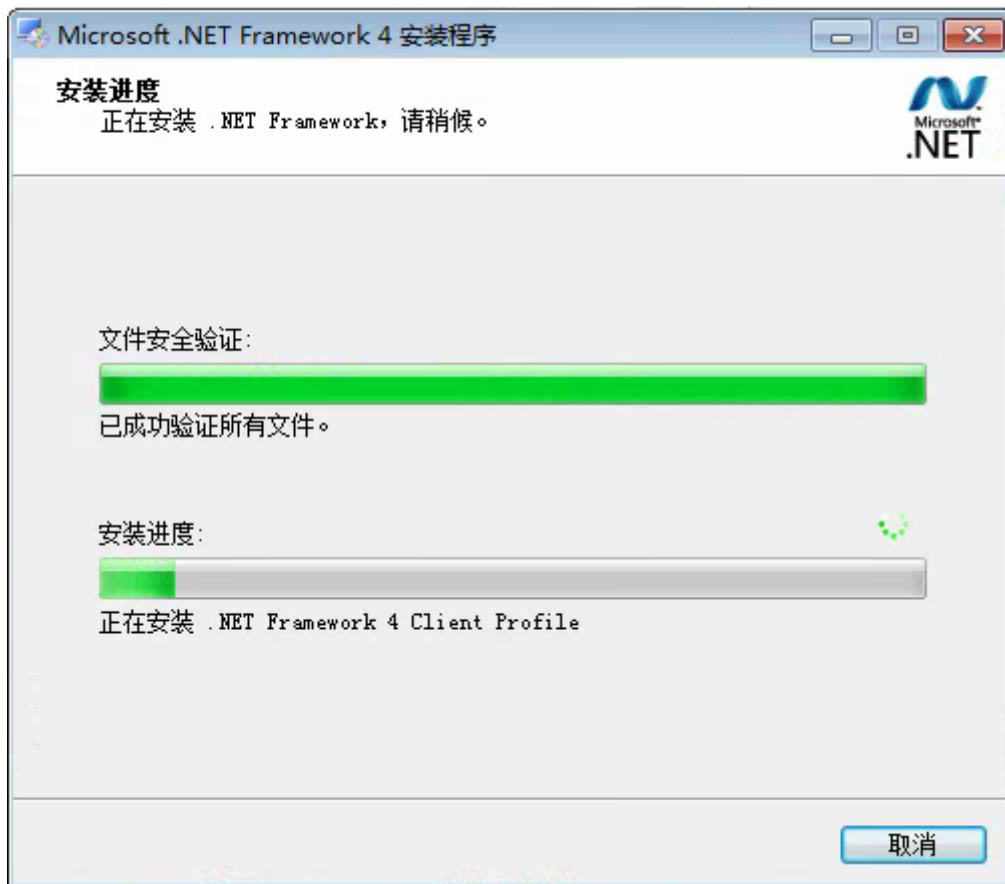 Microsoft .NET Framework 4 安装程序
安装进度
正在安装 .NET Framework，请稍候。
Microsoft®
.NET
文件安全验证:
已成功验证所有文件。
安装进度:
正在安装 .NET Framework 4 Client Profile
取消